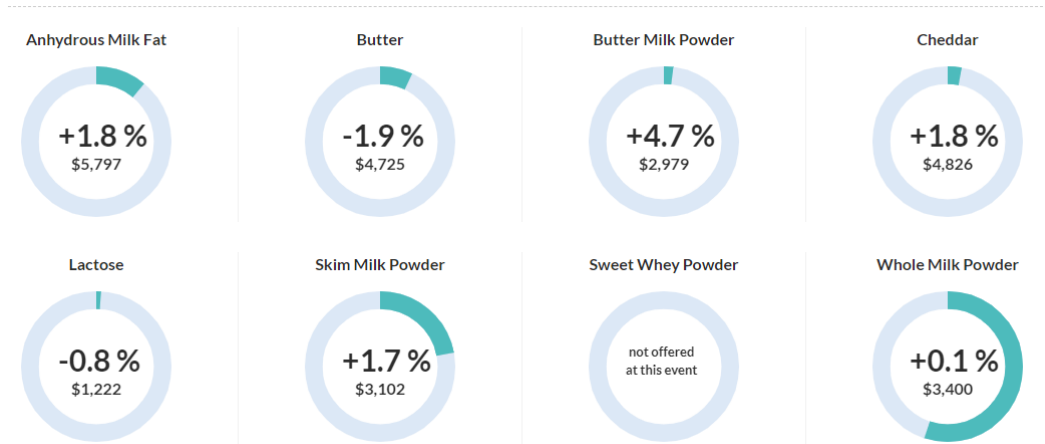 Anhydrous Milk Fat
+1.8 %
$5,797
Butter
-1.9 %
$4,725
Butter Milk Powder
+4.7 %
$2,979
Cheddar
+1.8 %
$4,826
Lactose
-0.8 %
$1,222
Skim Milk Powder
+1.7 %
$3,102
Sweet Whey Powder
not offered
at this event
Whole Milk Powder
+0.1 %
$3,400